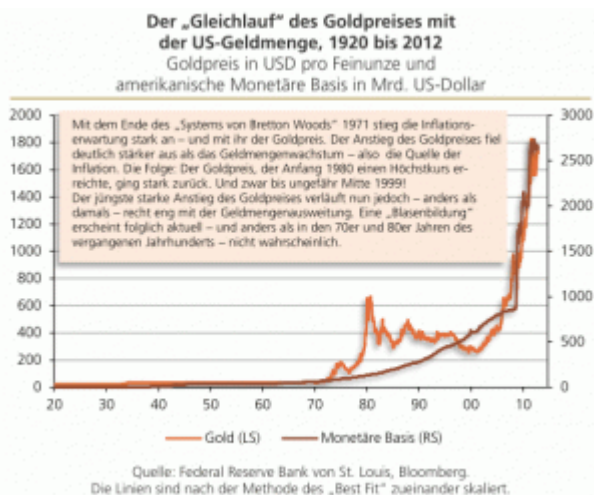 Der „Gleichlauf" des Goldpreises mit
der US-Geldmenge, 1920 bis 2012
Goldpreis in USD pro Feinunze und
amerikanische Monetäre Basis in Mrd. US-Dollar
Mit dem Ende des „Systems von Bretton Woods" 1971 stieg die Inflations-
erwartung stark an – und mit ihr der Goldpreis. Der Anstieg des Goldpreises fiel
deutlich stärker aus als das Geldmengenwachstum – also die Quelle der
Inflation. Die Folge: Der Goldpreis, der Anfang 1980 einen Höchstkurs er-
reichte, ging stark zurück. Und zwar bis ungefähr Mitte 1999!
Der jüngste starke Anstieg des Goldpreises verläuft nun jedoch – anders als
damals – recht eng mit der Geldmengenausweitung. Eine „Blasenbildung"
erscheint folglich aktuell – und anders als in den 70er und 80er Jahren des
vergangenen Jahrhunderts – nicht wahrscheinlich.
2000
1800
1600
1400
1200
1000
800
600
400
200
0
3000
2500
2000
1500
1000
500
0
20 30 40 50 60 70 80 90 00 10
Gold (LS) Monetäre Basis (RS)
Quelle: Federal Reserve Bank von St. Louis, Bloomberg.
Die Linien sind nach der Methode des „Best Fit" zueinander skaliert.